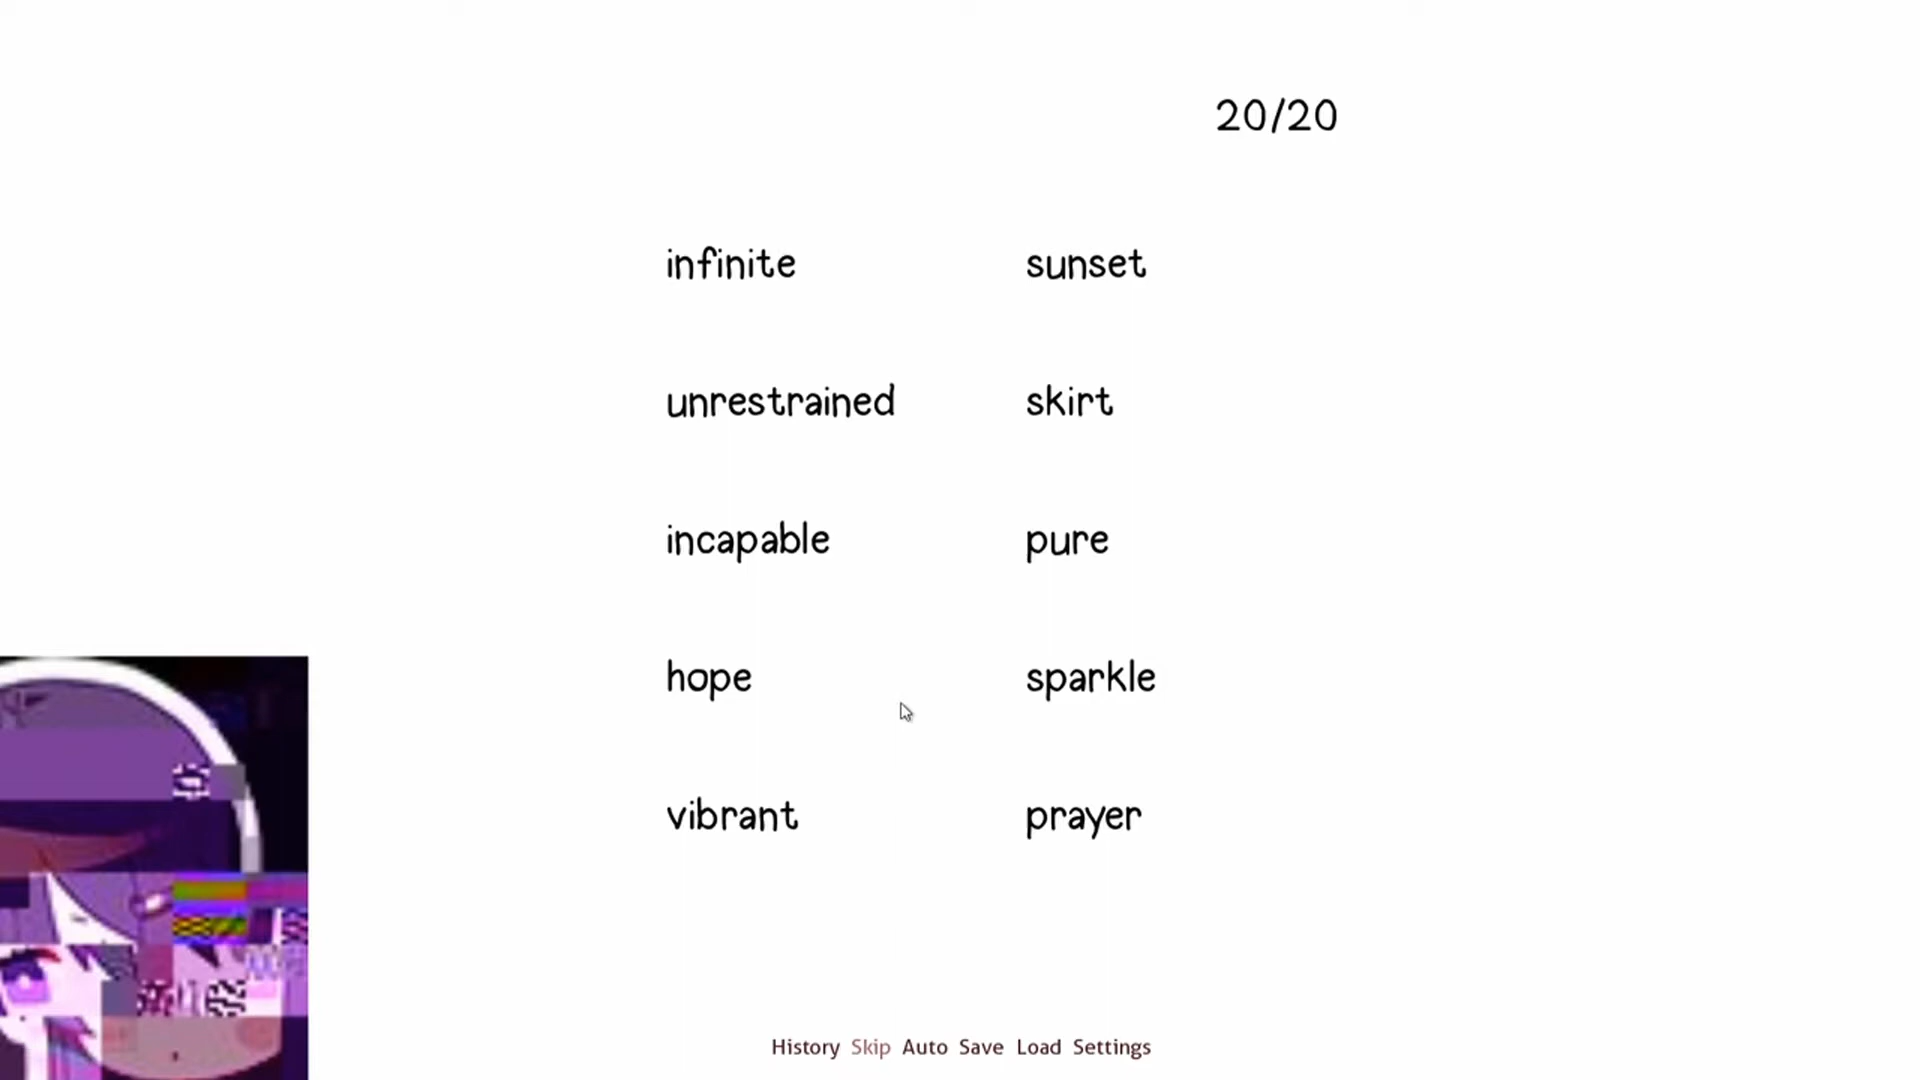 20/20
infinite sunset
unrestrained skirt
incapable pure
hope sparkle
vibrant prayer
History Skip Auto Save Load Settings